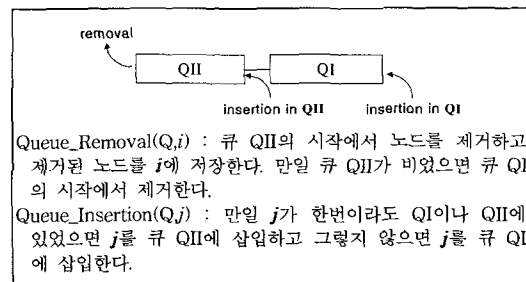 removal
QII
QI
insertion in QII
insertion in QI
Queue_Removal(Q,i) : 큐 QII의 시작에서 노드를 제거하고
제거된 노드를 i에 저장한다. 만일 큐 QII가 비었으면 큐 QI
의 시작에서 제거한다.
Queue_Insertion(Q,j) : 만일 j가 한번이라도 QI이나 QII에
있었으면 j를 큐 QII에 삽입하고 그렇지 않으면 j를 큐 QI
에 삽입한다.